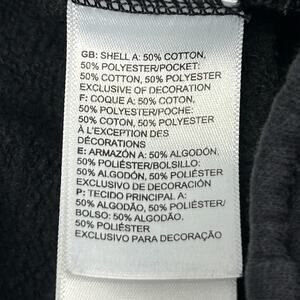 GB: SHELL A: 50% COTTON,
50% POLYESTER/POCKET:
50% COTTON, 50% POLYESTER
EXCLUSIVE OF DECORATION
F: COQUE A: 50% COTON,
50% POLYESTER/POCHE:
50% COTON, 50% POLYESTER
À L'EXCEPTION DES
DÉCORATIONS
E: ARMAZÓN A: 50% ALGODÓN,
50% POLIÉSTER/BOLSILLO:
50% ALGODÓN, 50% POLIÉSTER
EXCLUSIVO DE DECORACIÓN
P: TECIDO PRINCIPAL A:
50% ALGODÃO, 50% POLIÉSTER/
BOLSO: 50% ALGODÃO,
50% POLIÉSTER
EXCLUSIVO PARA DECORAÇÃO